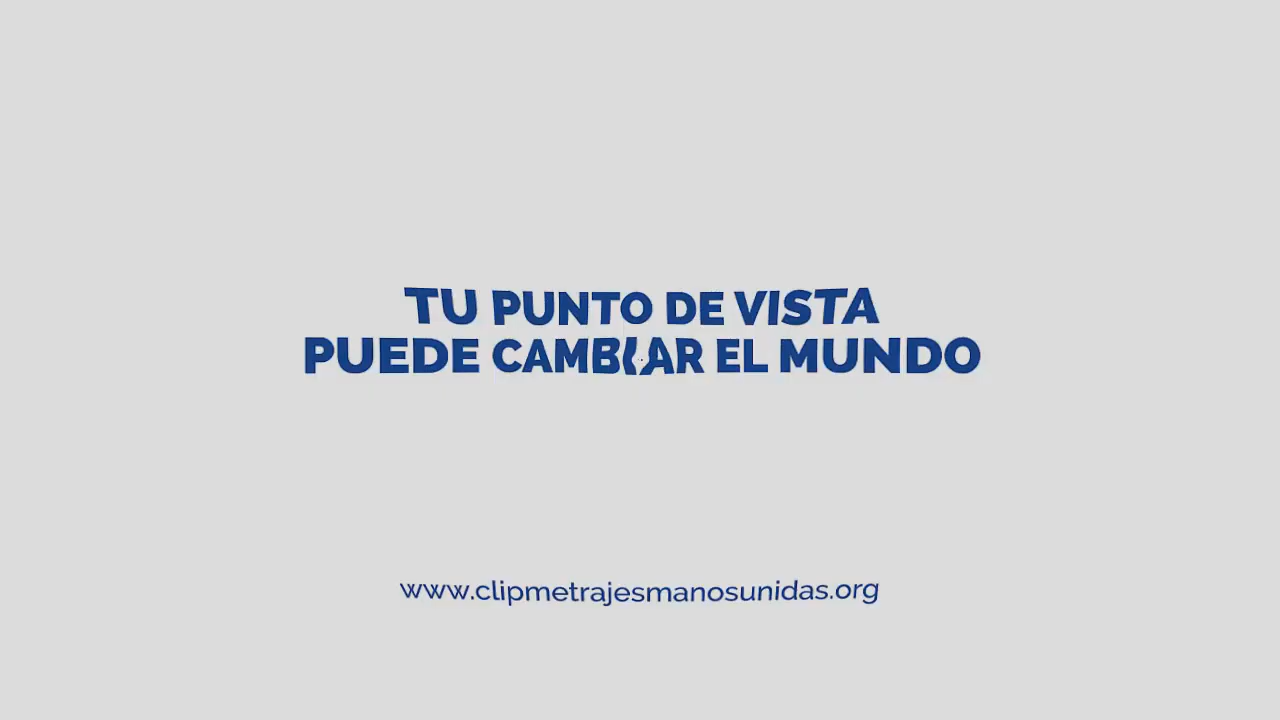 TU PUNTO DE VISTA
PUEDE CAMBIAR EL MUNDO
www.clipmetrajesmanosunidas.org